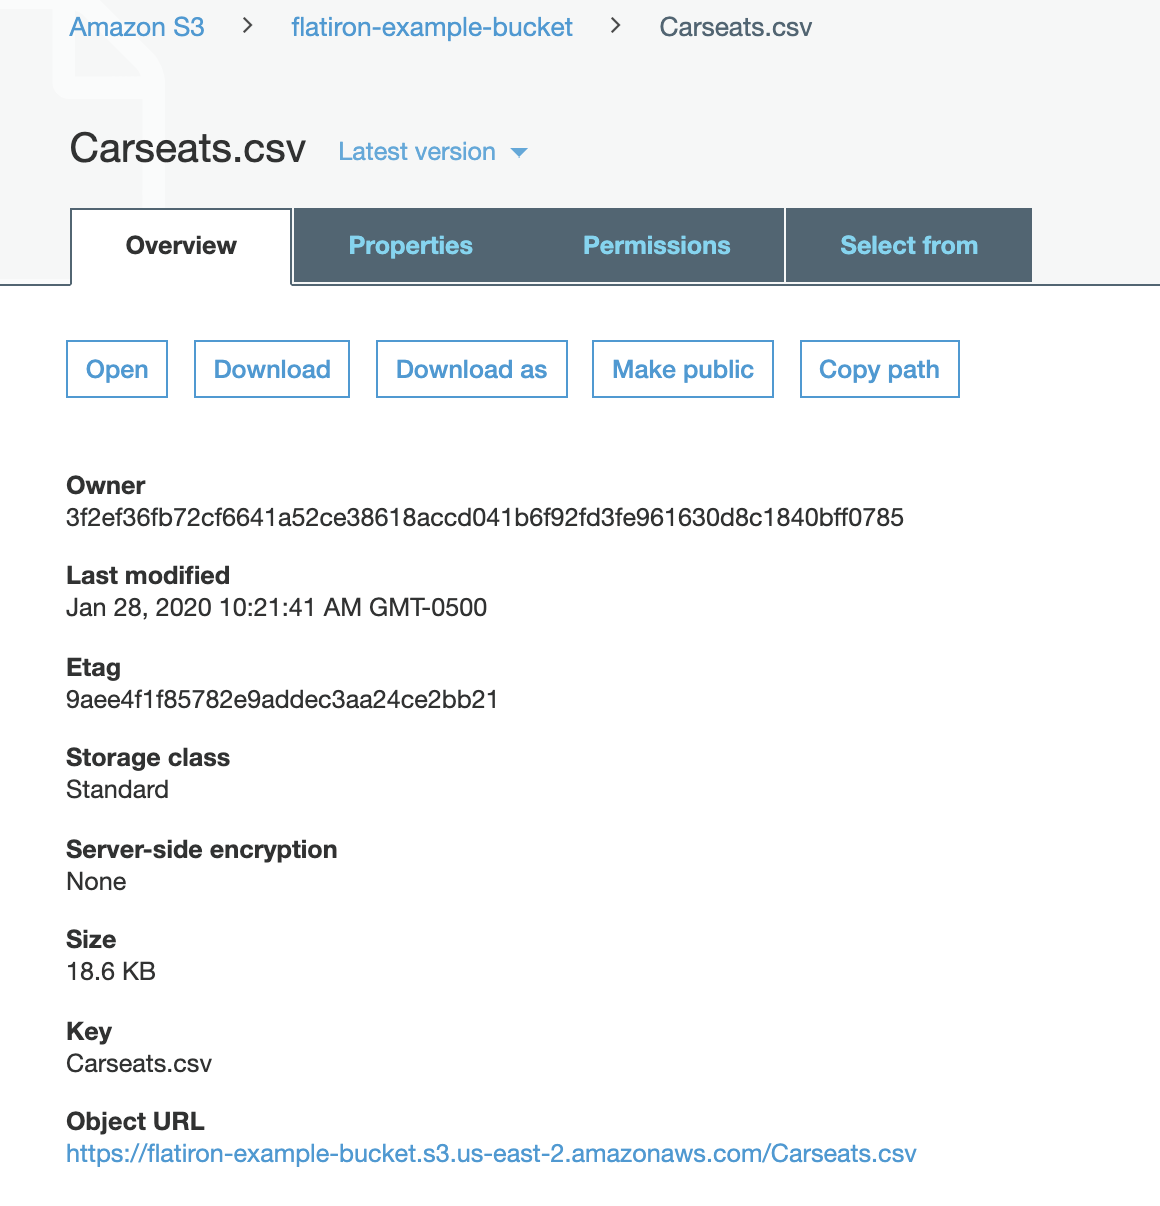 Amazon S3 > flatiron-example-bucket > Carseats.csv
Carseats.csv Latest version
Overview Properties Permissions Select from
Open Download Download as Make public Copy path
Owner
3f2ef36fb72cf6641a52ce38618accd041b6f92fd3fe961630d8c1840bff0785
Last modified
Jan 28, 2020 10:21:41 AM GMT-0500
Etag
9aee4f1f85782e9addec3aa24ce2bb21
Storage class
Standard
Server-side encryption
None
Size
18.6 KB
Key
Carseats.csv
Object URL
https://flatiron-example-bucket.s3.us-east-2.amazonaws.com/Carseats.csv